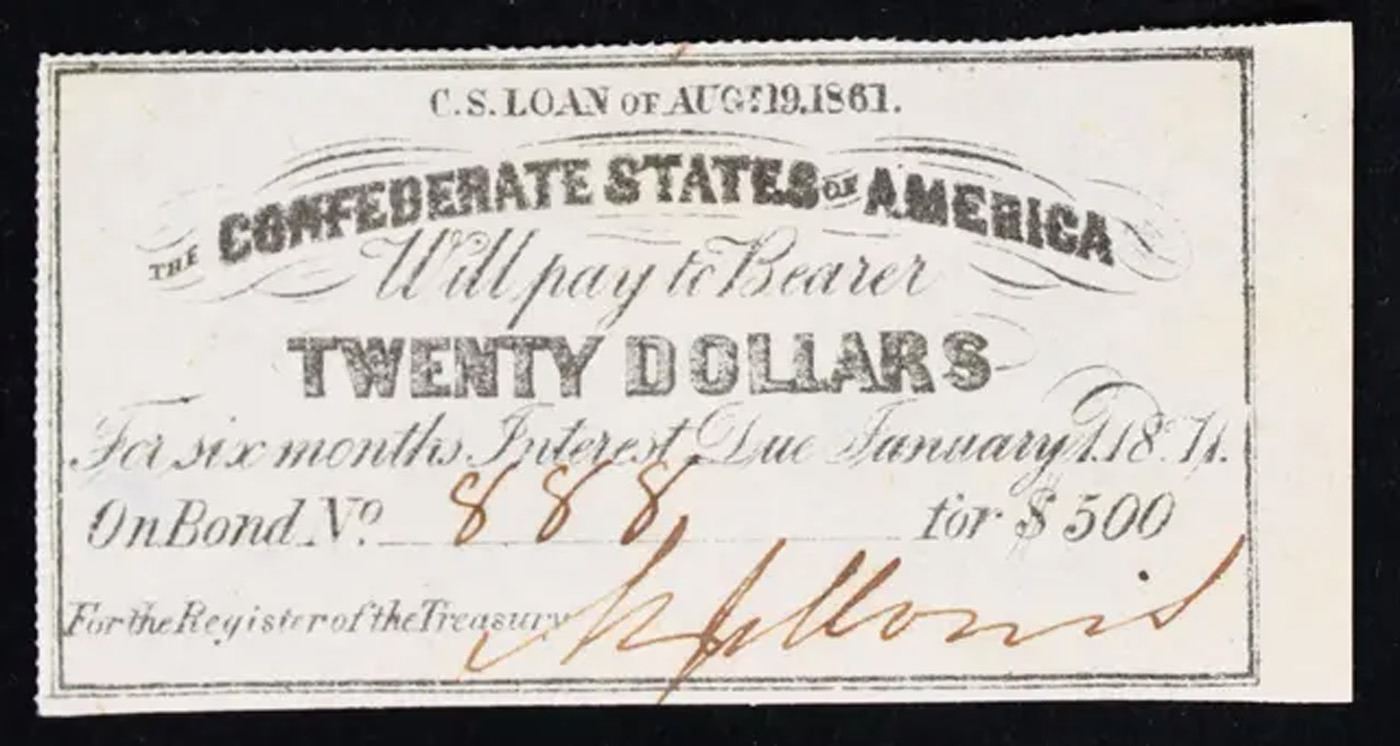 C.S. LOAN OF AUGT. 19. 1861.
THE CONFEDERATE STATES OF AMERICA
Will pay to Bearer
TWENTY DOLLARS
For six months Interest Due January 1. 1871.
On Bond No. 888 for $500
For the Register of the Treasury